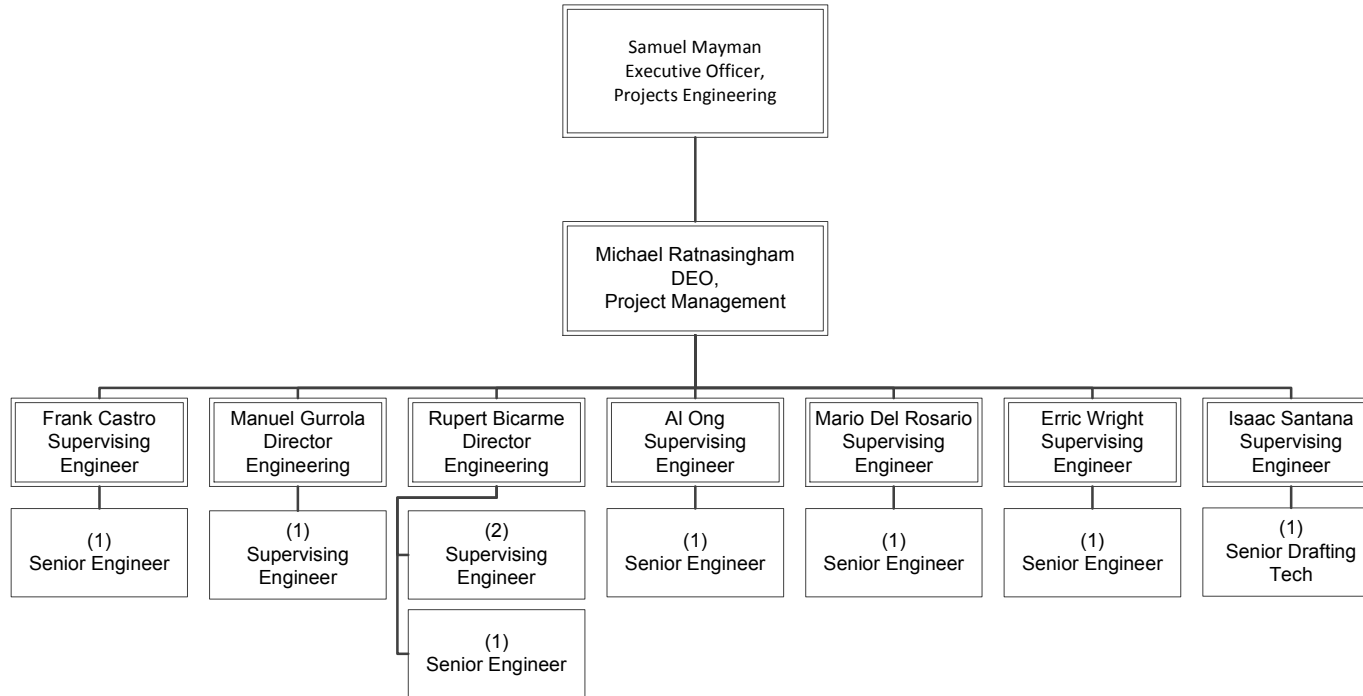 Samuel Mayman
Executive Officer,
Projects Engineering
Michael Ratnasingham
DEO,
Project Management
Frank Castro
Supervising
Engineer
Manuel Gurrola
Director
Engineering
Rupert Bicarme
Director
Engineering
Al Ong
Supervising
Engineer
Mario Del Rosario
Supervising
Engineer
Erric Wright
Supervising
Engineer
Isaac Santana
Supervising
Engineer
(1)
Senior Engineer
(1)
Supervising
Engineer
(2)
Supervising
Engineer
(1)
Senior Engineer
(1)
Senior Engineer
(1)
Senior Engineer
(1)
Senior Drafting
Tech
(1)
Senior Engineer